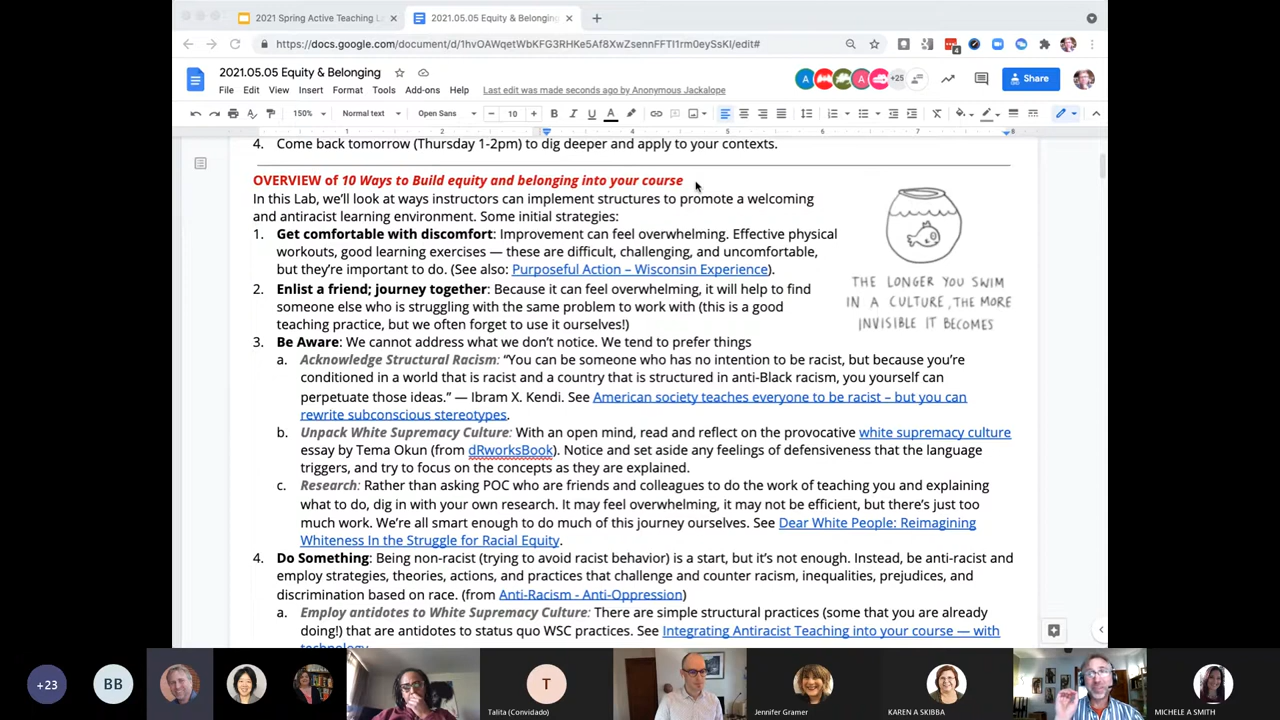 2021 Spring Active Teaching L
2021.05.05 Equity & Belonging
https://docs.google.com/document/d/1hvOAWqetWbKFG3RHKe5Af8XwZsennFFTI1rm0eySsKI/edit#
4
2021.05.05 Equity & Belonging
A
A
+25
Share
File Edit View Insert Format Tools Add-ons Help Last edit was made seconds ago by Anonymous Jackalope
150% Normal text Open Sans 10 B I U A
1 2 3 4 5 6 7 8
4. Come back tomorrow (Thursday 1-2pm) to dig deeper and apply to your contexts.
OVERVIEW of 10 Ways to Build equity and belonging into your course
In this Lab, we'll look at ways instructors can implement structures to promote a welcoming
and antiracist learning environment. Some initial strategies:
1. Get comfortable with discomfort: Improvement can feel overwhelming. Effective physical
workouts, good learning exercises — these are difficult, challenging, and uncomfortable,
but they're important to do. (See also: Purposeful Action – Wisconsin Experience).
2. Enlist a friend; journey together: Because it can feel overwhelming, it will help to find
someone else who is struggling with the same problem to work with (this is a good
teaching practice, but we often forget to use it ourselves!)
THE LONGER YOU SWIM
IN A CULTURE, THE MORE
INVISIBLE IT BECOMES
3. Be Aware: We cannot address what we don't notice. We tend to prefer things
a. Acknowledge Structural Racism: "You can be someone who has no intention to be racist, but because you're
conditioned in a world that is racist and a country that is structured in anti-Black racism, you yourself can
perpetuate those ideas." — Ibram X. Kendi. See American society teaches everyone to be racist – but you can
rewrite subconscious stereotypes.
b. Unpack White Supremacy Culture: With an open mind, read and reflect on the provocative white supremacy culture
essay by Tema Okun (from dRworksBook). Notice and set aside any feelings of defensiveness that the language
triggers, and try to focus on the concepts as they are explained.
c. Research: Rather than asking POC who are friends and colleagues to do the work of teaching you and explaining
what to do, dig in with your own research. It may feel overwhelming, it may not be efficient, but there's just too
much work. We're all smart enough to do much of this journey ourselves. See Dear White People: Reimagining
Whiteness In the Struggle for Racial Equity.
4. Do Something: Being non-racist (trying to avoid racist behavior) is a start, but it's not enough. Instead, be anti-racist and
employ strategies, theories, actions, and practices that challenge and counter racism, inequalities, prejudices, and
discrimination based on race. (from Anti-Racism - Anti-Oppression)
a. Employ antidotes to White Supremacy Culture: There are simple structural practices (some that you are already
doing!) that are antidotes to status quo WSC practices. See Integrating Antiracist Teaching into your course — with
technology
+23
BB
T
Talita (Convidado)
Jennifer Gramer
KAREN A SKIBBA
MICHELE A SMITH